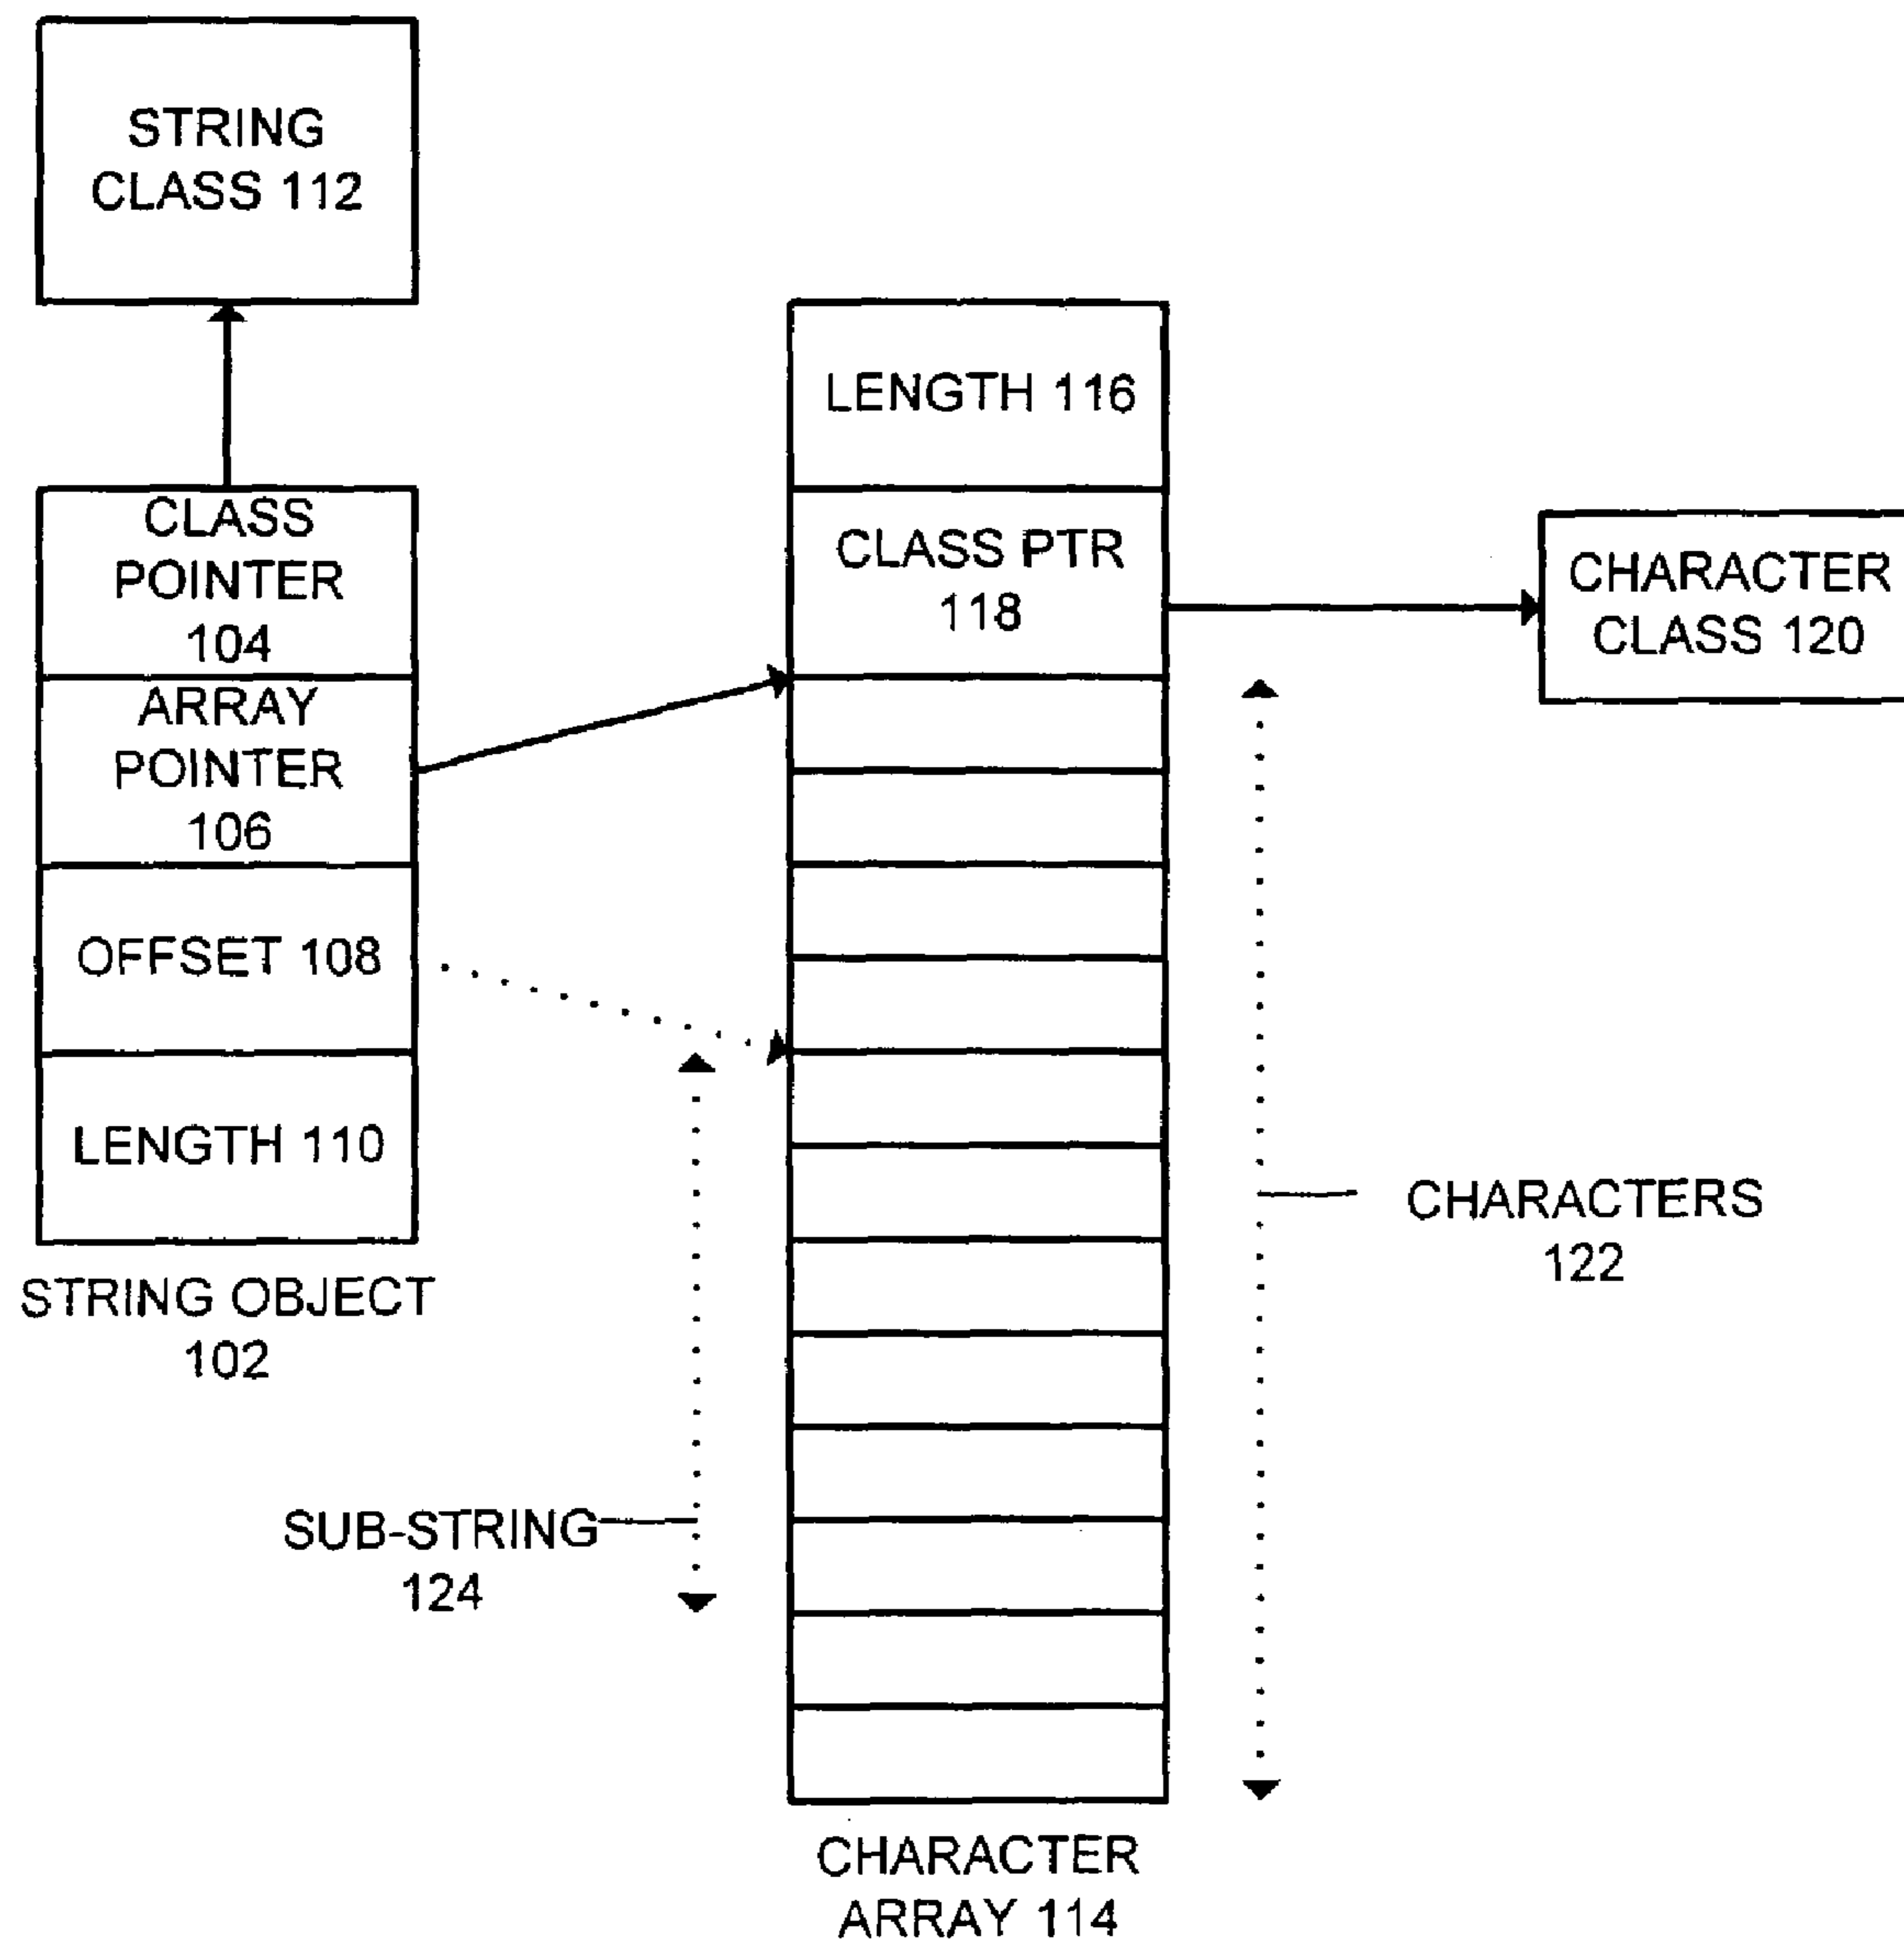 STRING
CLASS 112
CLASS
POINTER
104
ARRAY
POINTER
106
OFFSET 108
LENGTH 110
STRING OBJECT
102
SUB-STRING
124
LENGTH 116
CLASS PTR
118
CHARACTER
ARRAY 114
CHARACTER
CLASS 120
CHARACTERS
122